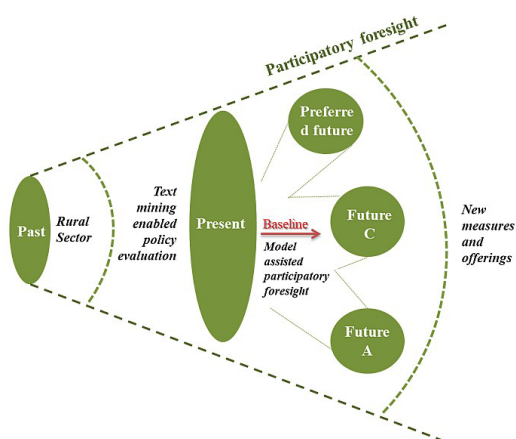 Participatory foresight
Past
Rural
Sector
Text
mining
enabled
policy
evaluation
Present
Baseline
Model
assisted
participatory
foresight
Preferre
d future
Future
C
Future
A
New
measures
and
offerings